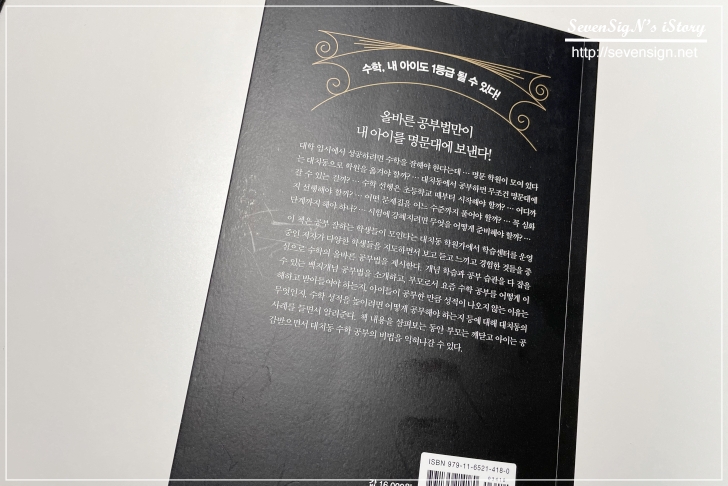 SevenSigN's iStory
http://sevensign.net
수학, 내 아이도 1등급 될 수 있다!
올바른 공부법만이
내 아이를 명문대에 보낸다!
대학 입시에서 성공하려면 수학을 잘해야 한다는데 … 명문 학원이 모여 있다
는 대치동으로 학원을 옮겨야 할까? … 대치동에서 공부하면 무조건 명문대에
갈 수 있는 걸까? … 수학 선행은 초등학교 때부터 시작해야 할까? … 어디까
지 선행해야 할까? … 어떤 문제집을 어느 수준까지 풀어야 할까? … 꼭 심화
단계까지 해야 하나? … 시험에 강해지려면 무엇을 어떻게 준비해야 할까? …
이 책은 공부 잘하는 학생들이 모인다는 대치동 학원가에서 학습센터를 운영
중인 저자가 다양한 학생들을 지도하면서 보고 듣고 느끼고 경험한 것들을 중
심으로 수학의 올바른 공부법을 제시한다. 개념 학습과 공부 습관을 다 잡을
수 있는 백지개념 공부법을 소개하고, 부모로서 요즘 수학 공부를 어떻게 이
해하고 받아들여야 하는지, 아이들이 공부한 만큼 성적이 나오지 않는 이유는
무엇인지, 수학 성적을 높이려면 어떻게 공부해야 하는지 등에 대해 대치동의
사례를 들면서 알려준다. 책 내용을 살펴보는 동안 부모는 깨닫고 아이는 공
감받으면서 대치동 수학 공부의 비법을 익혀나갈 수 있다.
ISBN 979-11-6521-418-0
값 16,000원